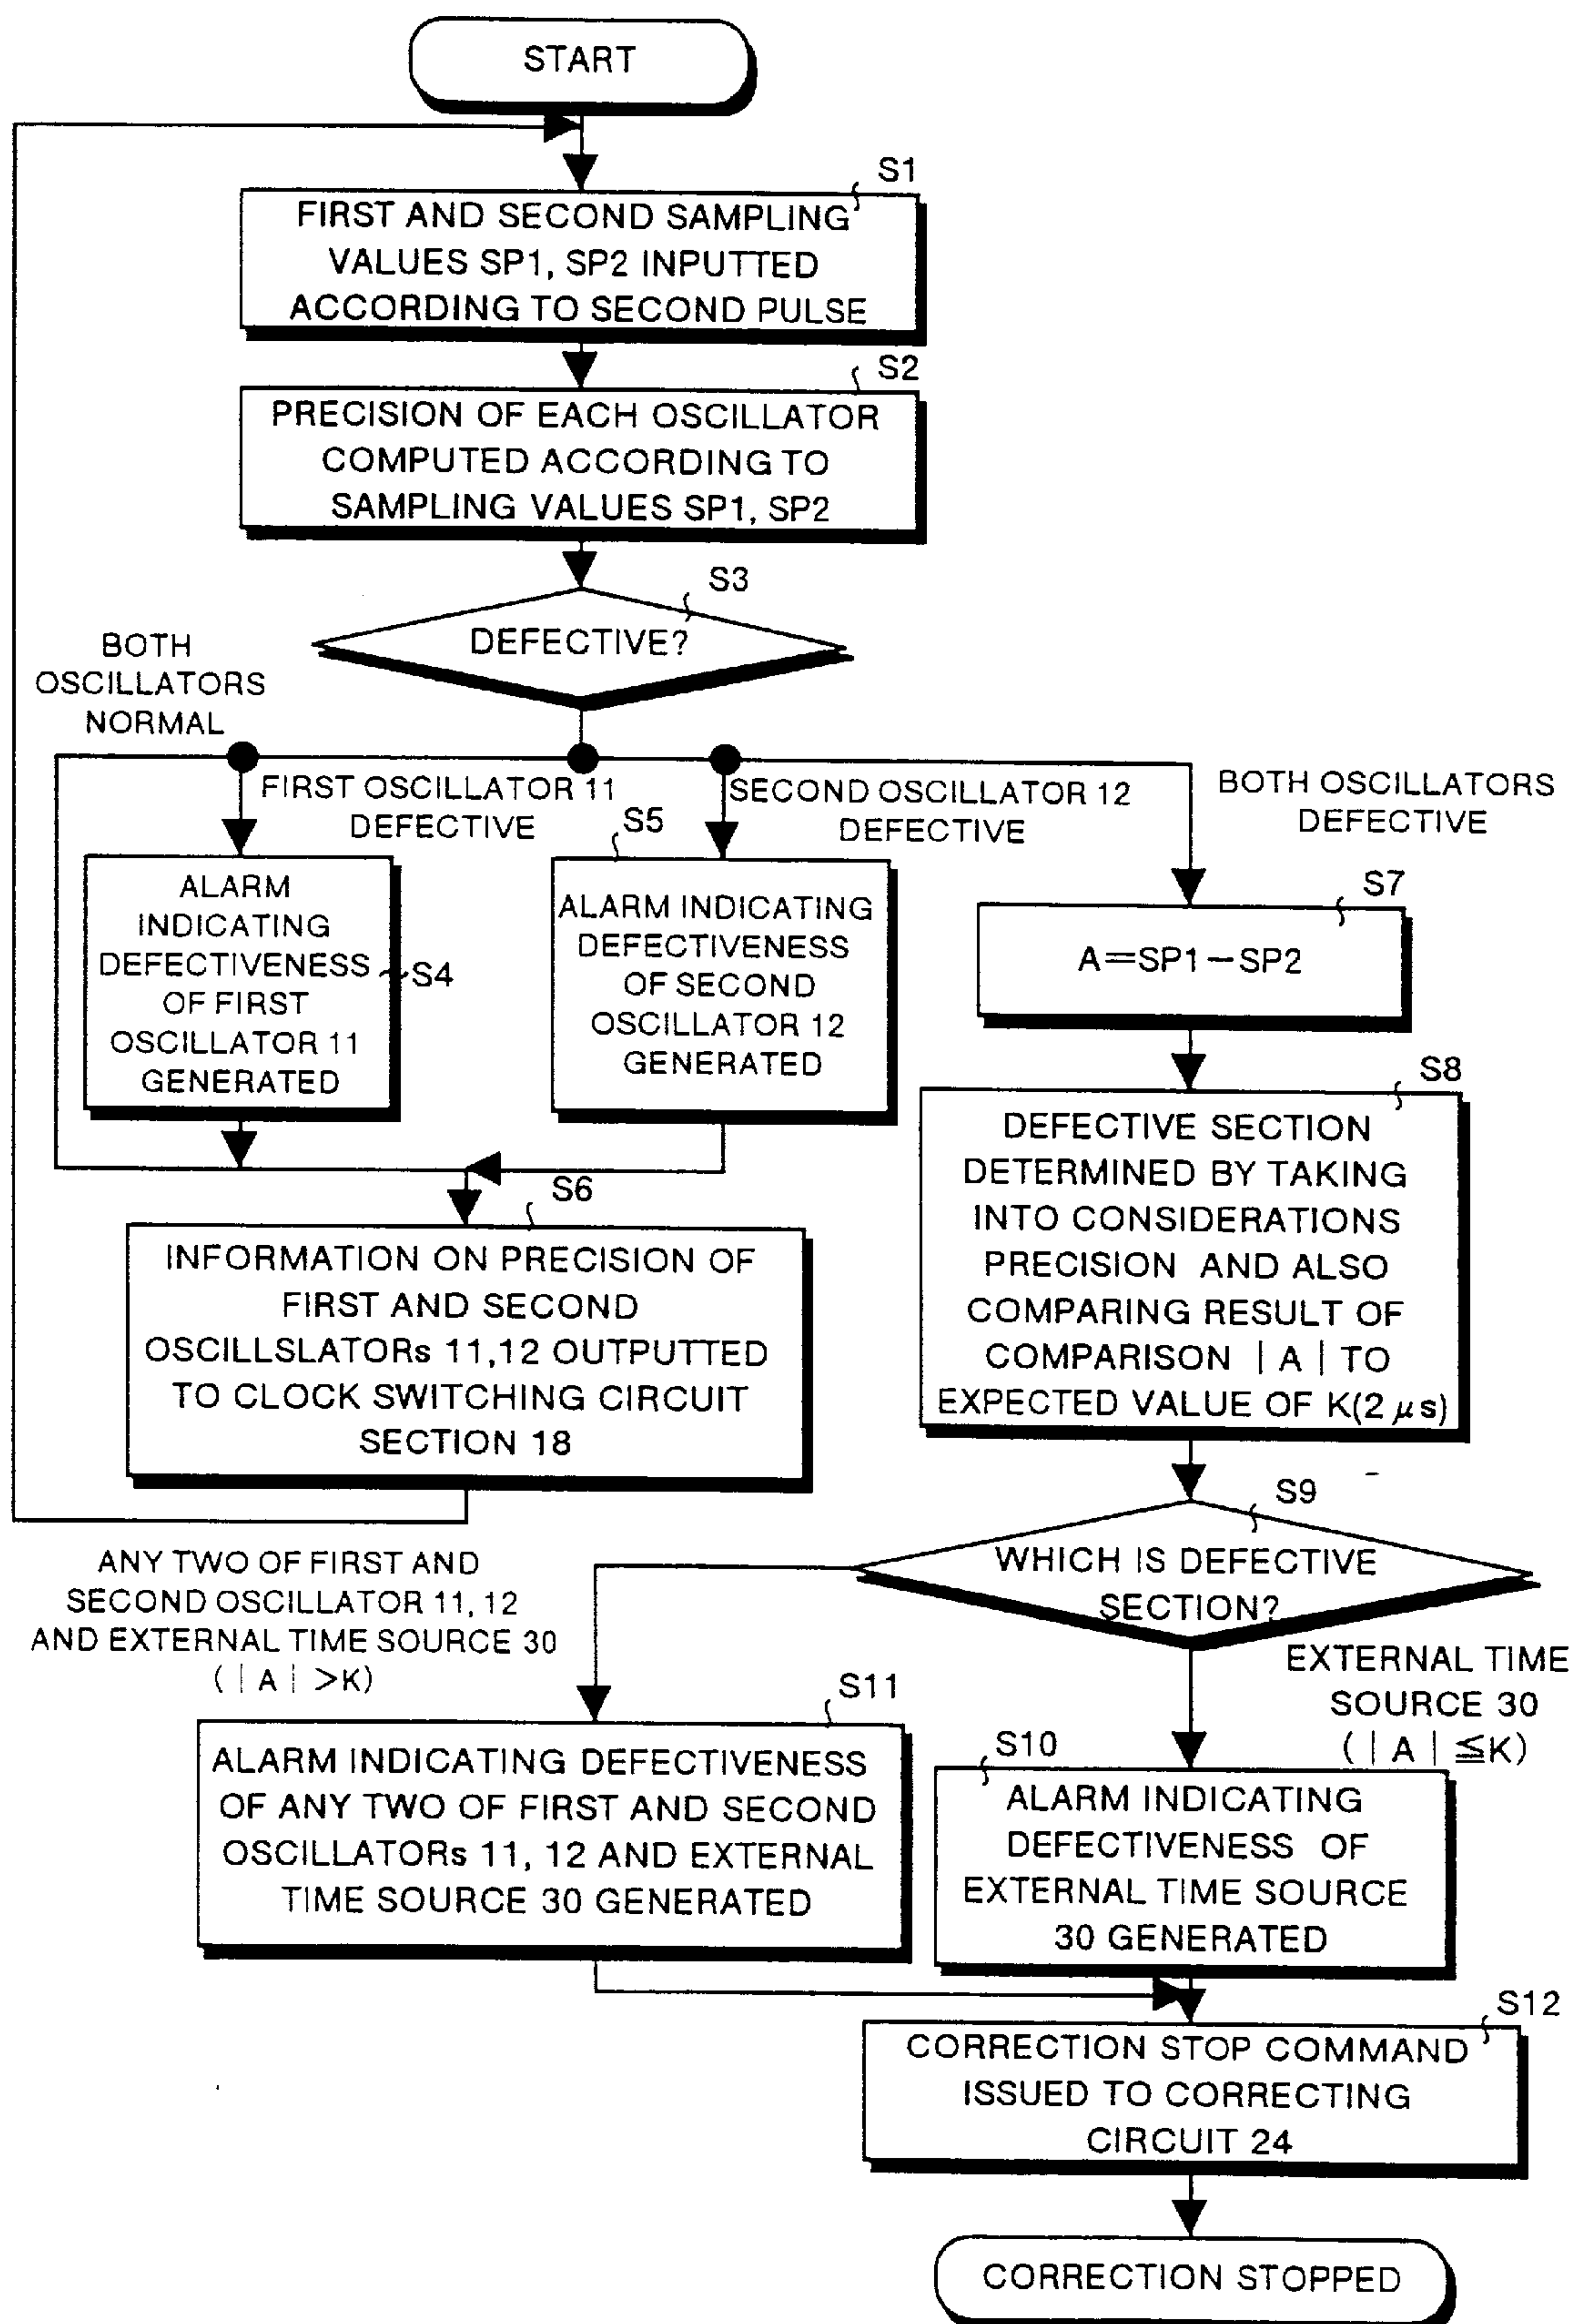 START
S1
FIRST AND SECOND SAMPLING
VALUES SP1, SP2 INPUTTED
ACCORDING TO SECOND PULSE
S2
PRECISION OF EACH OSCILLATOR
COMPUTED ACCORDING TO
SAMPLING VALUES SP1, SP2
S3
DEFECTIVE?
BOTH
OSCILLATORS
NORMAL
FIRST OSCILLATOR 11
DEFECTIVE
SECOND OSCILLATOR 12
DEFECTIVE
BOTH OSCILLATORS
DEFECTIVE
S4
ALARM
INDICATING
DEFECTIVENESS
OF FIRST
OSCILLATOR 11
GENERATED
S5
ALARM INDICATING
DEFECTIVENESS
OF SECOND
OSCILLATOR 12
GENERATED
S7
A=SP1-SP2
S6
INFORMATION ON PRECISION OF
FIRST AND SECOND
OSCILLSLATORs 11,12 OUTPUTTED
TO CLOCK SWITCHING CIRCUIT
SECTION 18
S8
DEFECTIVE SECTION
DETERMINED BY TAKING
INTO CONSIDERATIONS
PRECISION AND ALSO
COMPARING RESULT OF
COMPARISON | A | TO
EXPECTED VALUE OF K(2 μs)
S9
WHICH IS DEFECTIVE
SECTION?
ANY TWO OF FIRST AND
SECOND OSCILLATOR 11, 12
AND EXTERNAL TIME SOURCE 30
( | A | >K)
EXTERNAL TIME
SOURCE 30
( | A | ≦K)
S11
ALARM INDICATING DEFECTIVENESS
OF ANY TWO OF FIRST AND SECOND
OSCILLATORs 11, 12 AND EXTERNAL
TIME SOURCE 30 GENERATED
S10
ALARM INDICATING
DEFECTIVENESS OF
EXTERNAL TIME SOURCE
30 GENERATED
S12
CORRECTION STOP COMMAND
ISSUED TO CORRECTING
CIRCUIT 24
CORRECTION STOPPED